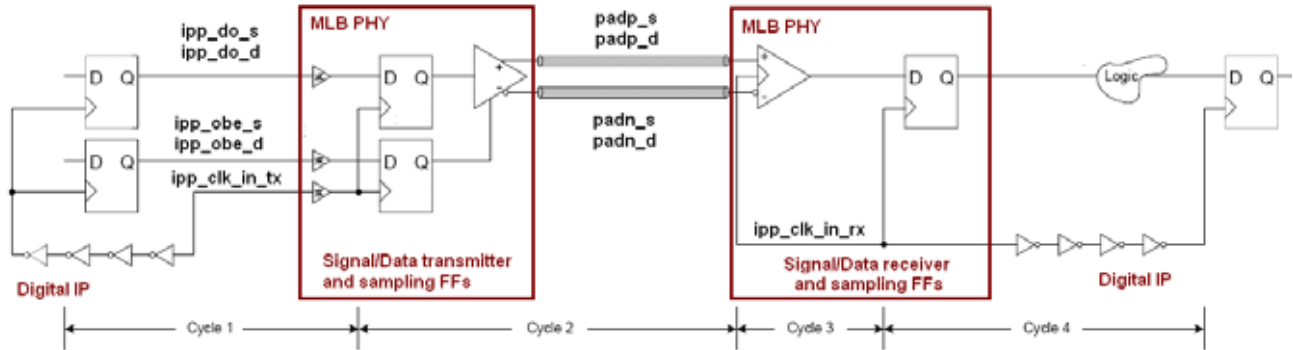 MLB PHY
ipp_do_s
ipp_do_d
padp_s
padp_d
MLB PHY
D Q
D Q
+
-
+
-
D Q
Logic
D Q
ipp_obe_s
ipp_obe_d
padn_s
padn_d
D Q
D Q
ipp_clk_in_tx
ipp_clk_in_rx
Signal/Data transmitter
and sampling FFs
Signal/Data receiver
and sampling FFs
Digital IP
Digital IP
Cycle 1
Cycle 2
Cycle 3
Cycle 4